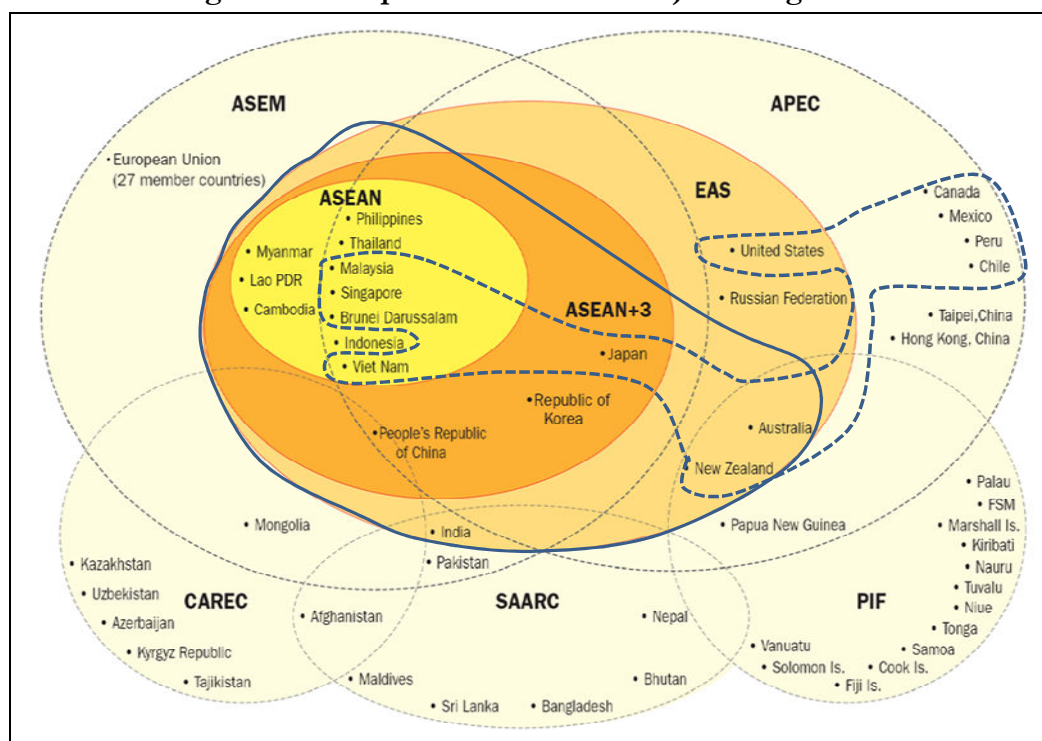 ASEM
APEC
• European Union
(27 member countries)
EAS
ASEAN
• Philippines
• Thailand
• Myanmar
• Malaysia
• Lao PDR
• Singapore
• Cambodia
• Brunei Darussalam
• Indonesia
• Viet Nam
ASEAN+3
• Japan
• Republic of
Korea
• People's Republic
of China
• United States
• Russian Federation
• Australia
• New Zealand
• Canada
• Mexico
• Peru
• Chile
• Taipei,China
• Hong Kong, China
• Mongolia
• India
• Pakistan
• Papua New Guinea
• Palau
• FSM
• Marshall Is.
• Kiribati
• Nauru
• Tuvalu
• Niue
• Tonga
• Samoa
• Cook Is.
• Fiji Is.
• Solomon Is.
• Vanuatu
PIF
• Kazakhstan
• Uzbekistan
• Azerbaijan
• Kyrgyz Republic
• Tajikistan
CAREC
• Afghanistan
SAARC
• Nepal
• Maldives
• Bhutan
• Sri Lanka
• Bangladesh